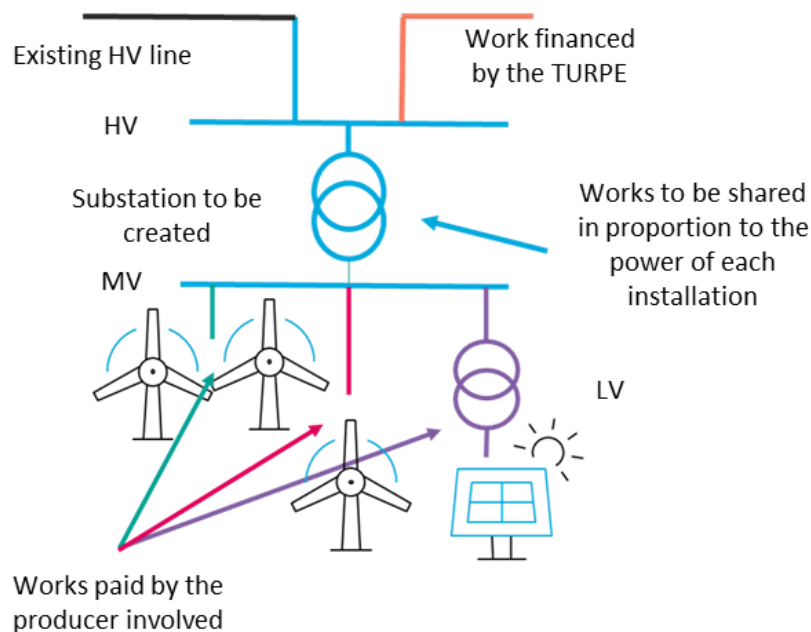 Existing HV line
Work financed
by the TURPE
HV
Substation to be
created
Works to be shared
in proportion to the
power of each
installation
MV
LV
Works paid by the
producer involved